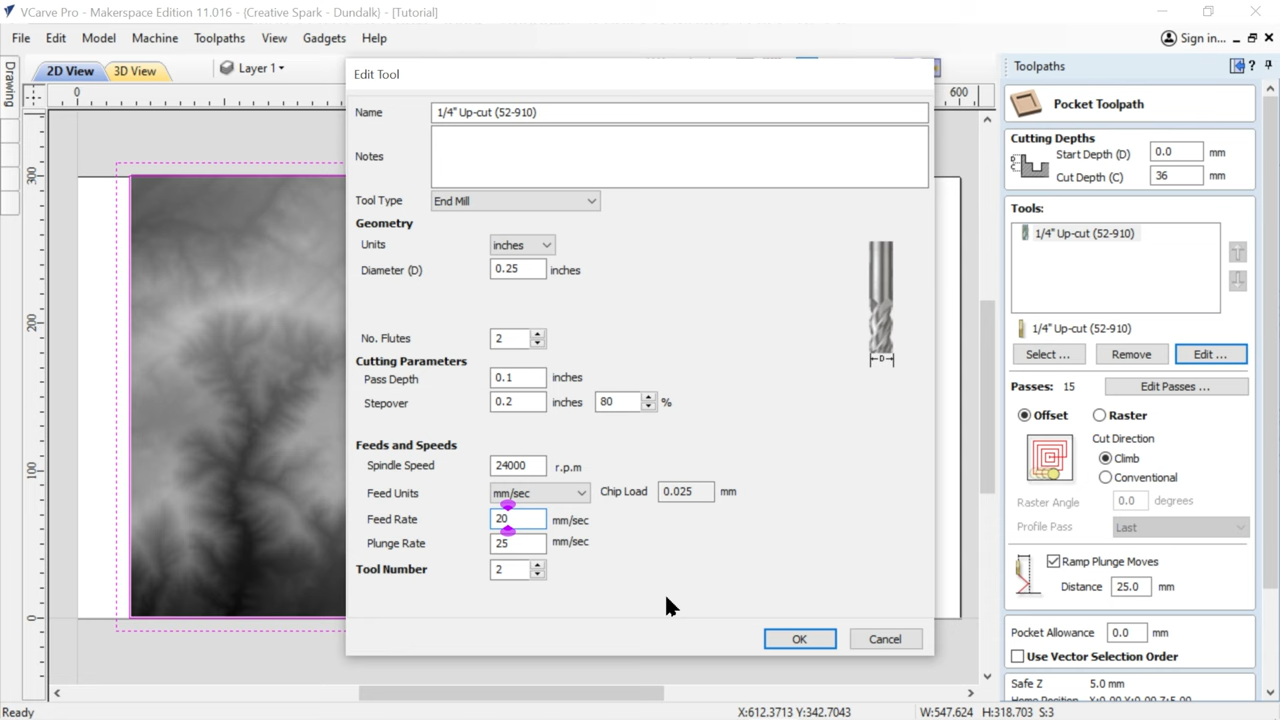 VCarve Pro - Makerspace Edition 11.016 - {Creative Spark - Dundalk} - [Tutorial]
File Edit Model Machine Toolpaths View Gadgets Help Sign in...
Drawing
2D View 3D View Layer 1
0 600
300
200
100
0
Edit Tool
Name 1/4" Up-cut (52-910)
Notes
Tool Type End Mill
Geometry
Units inches
Diameter (D) 0.25 inches
No. Flutes 2
D
Cutting Parameters
Pass Depth 0.1 inches
Stepover 0.2 inches 80 %
Feeds and Speeds
Spindle Speed 24000 r.p.m
Feed Units mm/sec Chip Load 0.025 mm
Feed Rate 20 mm/sec
Plunge Rate 25 mm/sec
Tool Number 2
OK Cancel
Toolpaths
Pocket Toolpath
Cutting Depths
Start Depth (D) 0.0 mm
Cut Depth (C) 36 mm
Tools:
1/4" Up-cut (52-910)
1/4" Up-cut (52-910)
Select ... Remove Edit ...
Passes: 15 Edit Passes ...
Offset Raster
Cut Direction
Climb
Conventional
Raster Angle 0.0 degrees
Profile Pass Last
Ramp Plunge Moves
Distance 25.0 mm
Pocket Allowance 0.0 mm
Use Vector Selection Order
Safe Z 5.0 mm
Home Position X:0.00 Y:0.00 Z:5.00
Ready X:612.3713 Y:342.7043 W:547.624 H:318.703 S:3